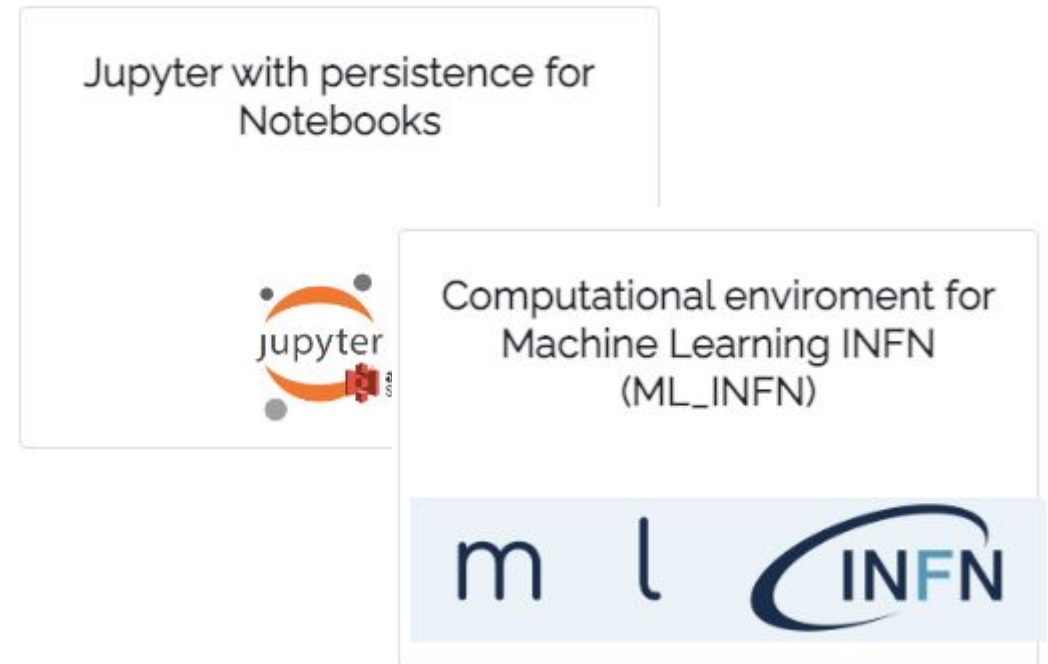 Jupyter with persistence for
Notebooks
jupyter
Computational enviroment for
Machine Learning INFN
(ML_INFN)
m l INFN